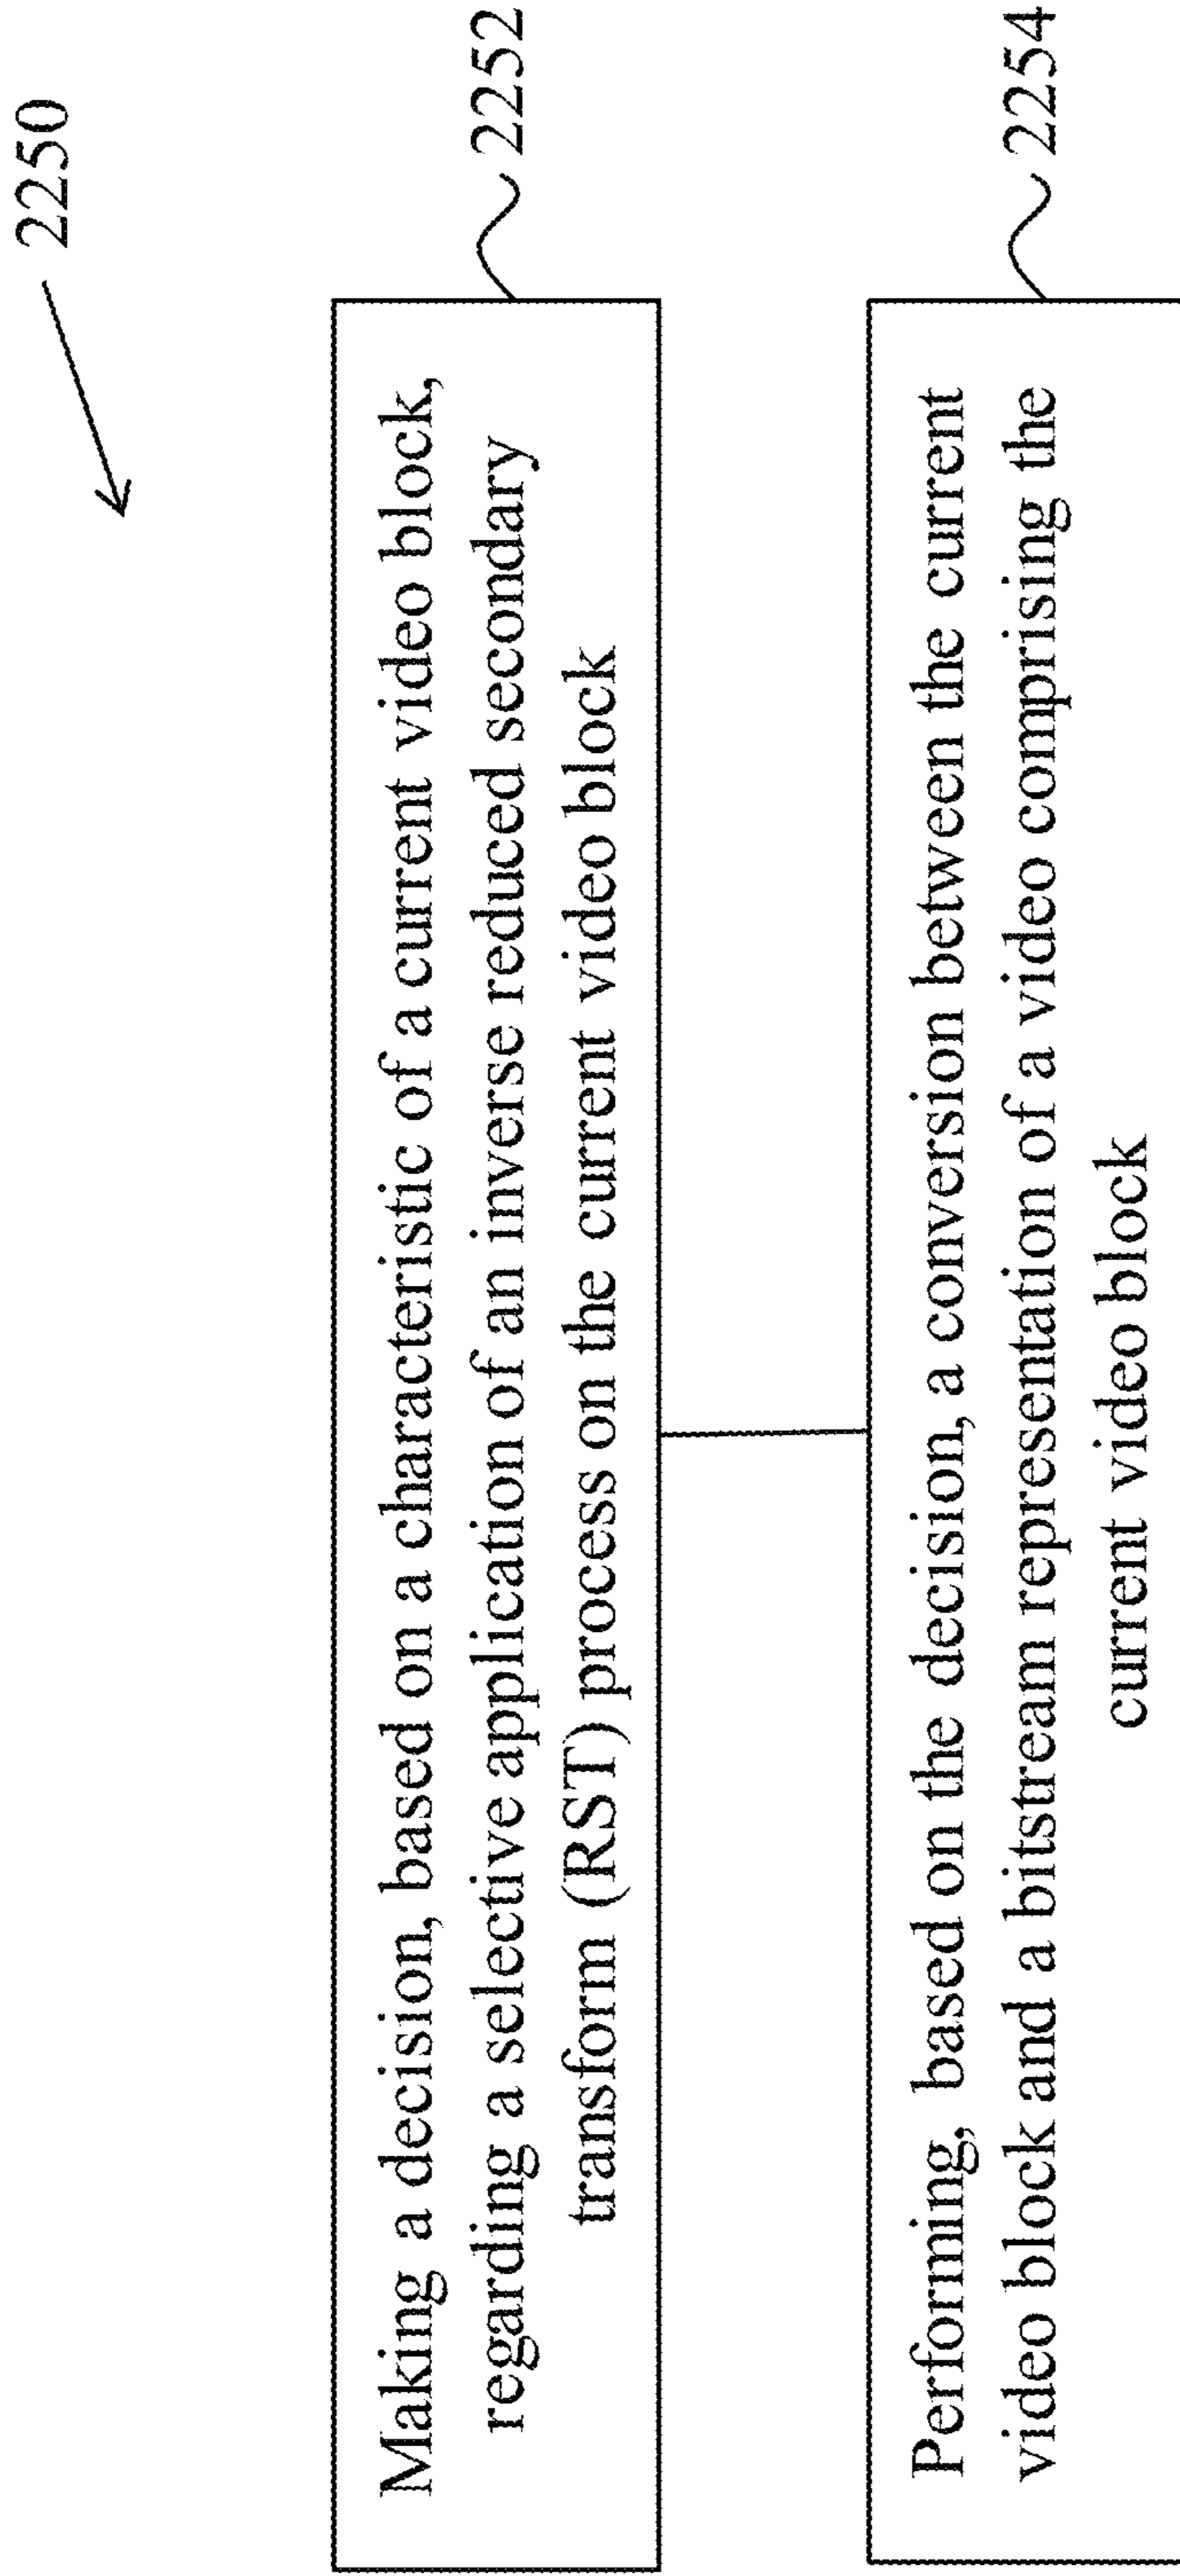 2250
Making a decision, based on a characteristic of a current video block,
regarding a selective application of an inverse reduced secondary
transform (RST) process on the current video block
2252
Performing, based on the decision, a conversion between the current
video block and a bitstream representation of a video comprising the
current video block
2254